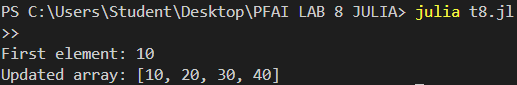 PS C:\Users\Student\Desktop\PFAI LAB 8 JULIA> julia t8.jl
>>
First element: 10
Updated array: [10, 20, 30, 40]